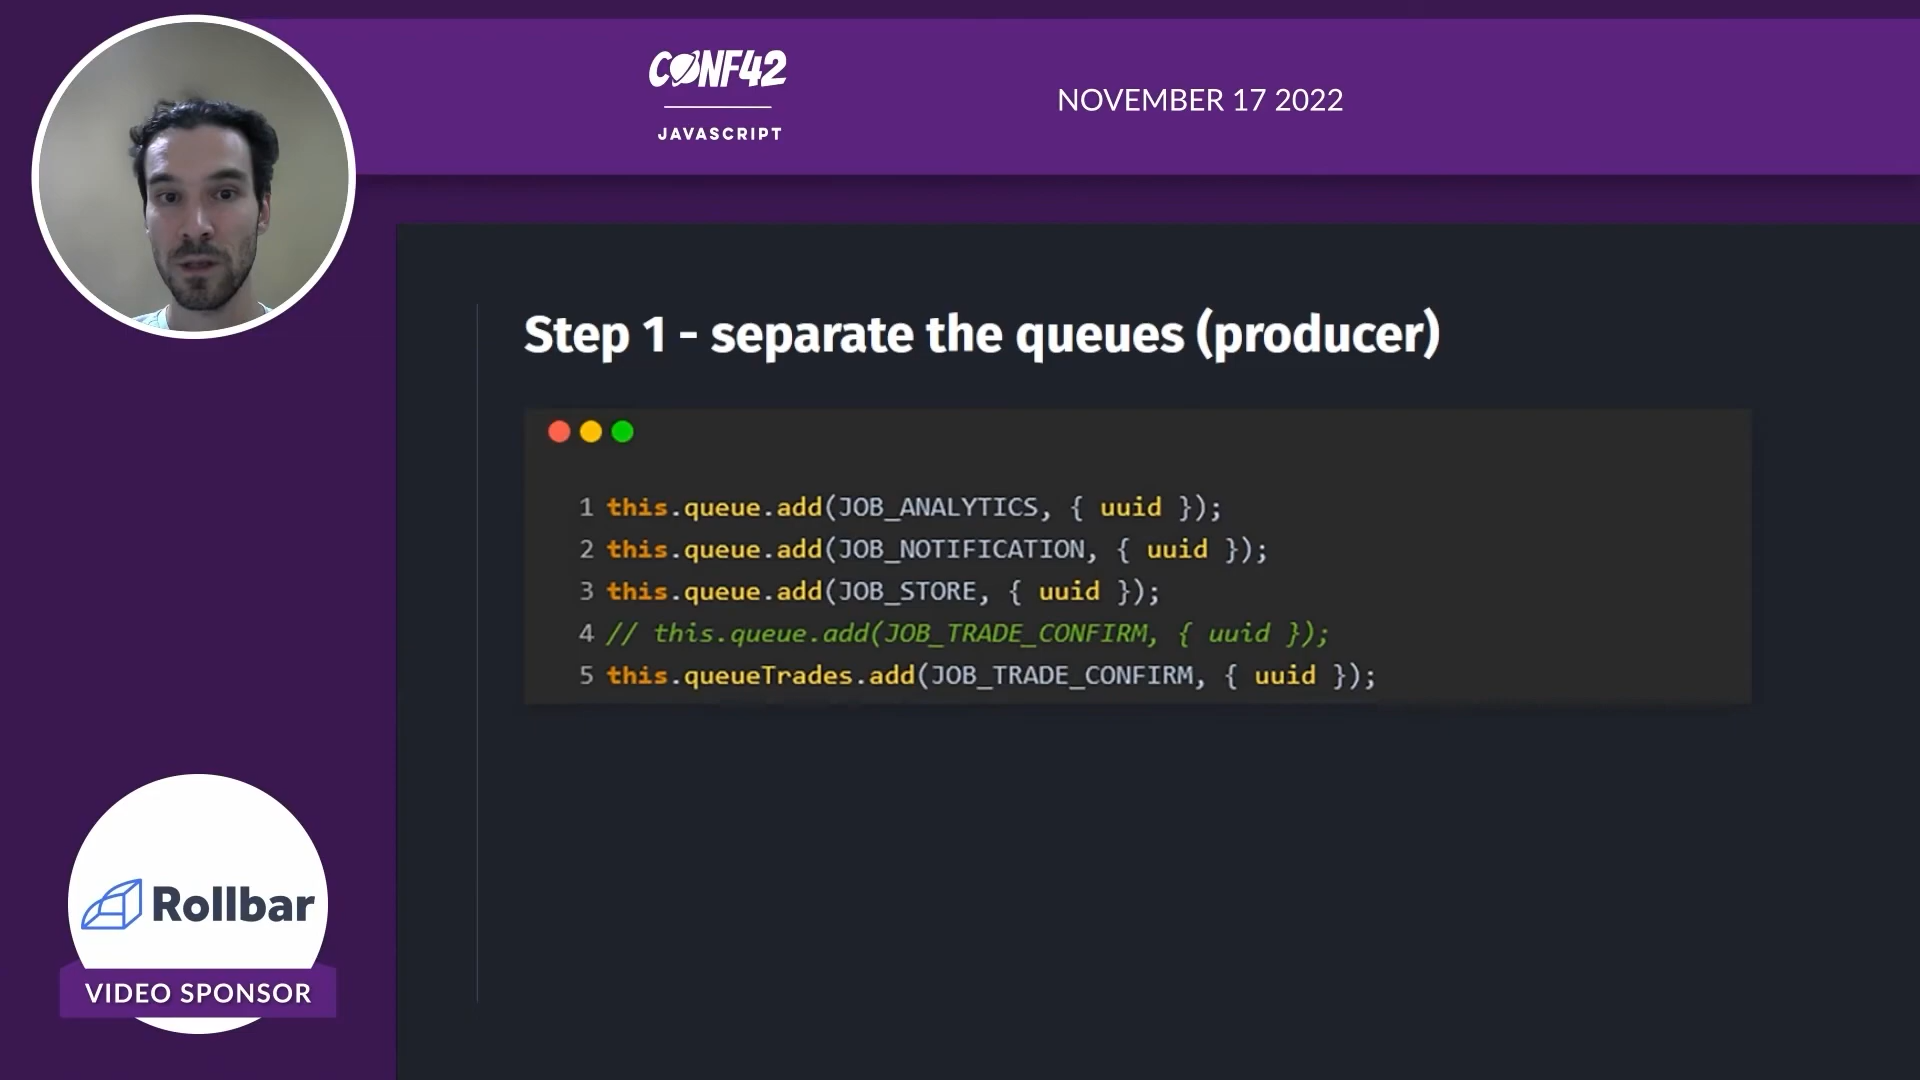 CONF42
JAVASCRIPT
NOVEMBER 17 2022
Step 1 - separate the queues (producer)
1 this.queue.add(JOB_ANALYTICS, { uuid });
2 this.queue.add(JOB_NOTIFICATION, { uuid });
3 this.queue.add(JOB_STORE, { uuid });
4 // this.queue.add(JOB_TRADE_CONFIRM, { uuid });
5 this.queueTrades.add(JOB_TRADE_CONFIRM, { uuid });
Rollbar
VIDEO SPONSOR